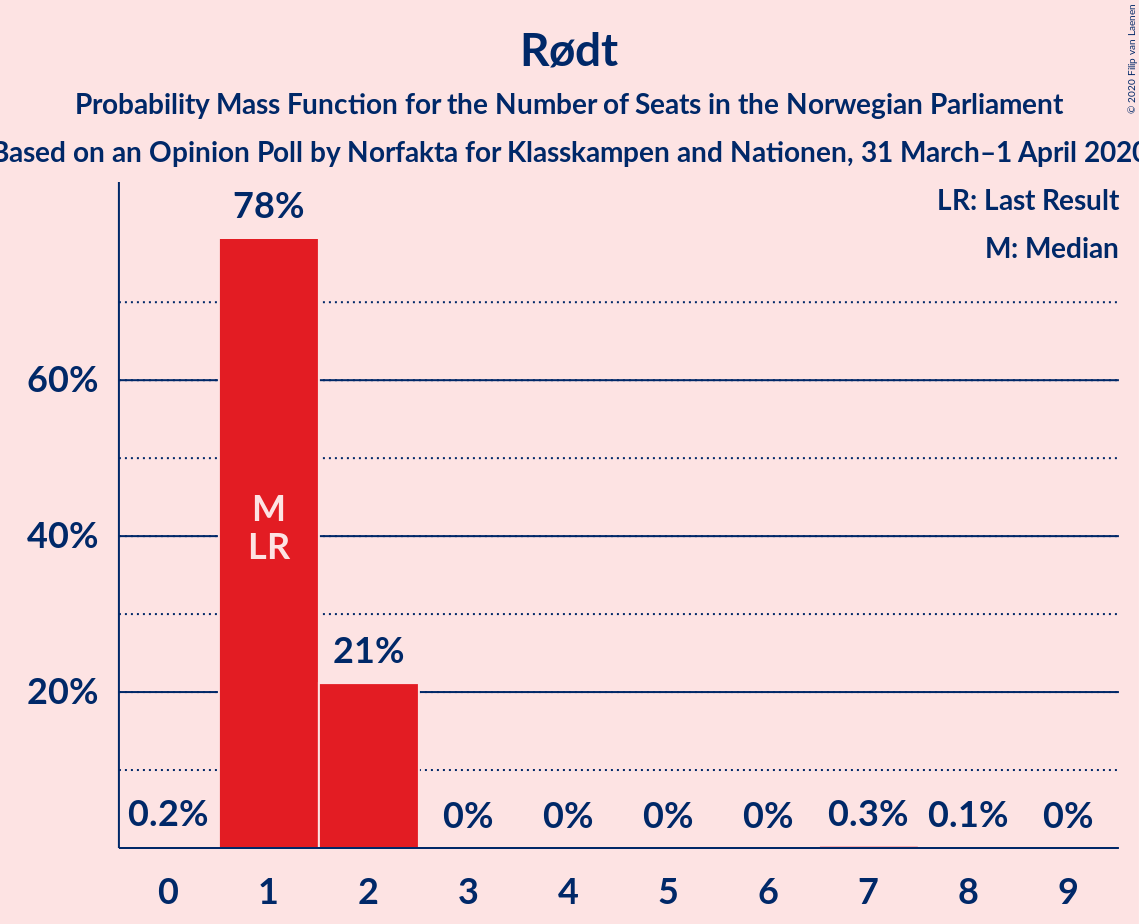 Rødt
Probability Mass Function for the Number of Seats in the Norwegian Parliament
Based on an Opinion Poll by Norfakta for Klasskampen and Nationen, 31 March–1 April 2020
© 2020 Filip van Laenen
LR: Last Result
M: Median
78%
60%
M
40%
LR
21%
20%
0.2%
0%
0%
0%
0%
0.3%
0.1%
0%
0
1
2
3
4
5
6
7
8
9